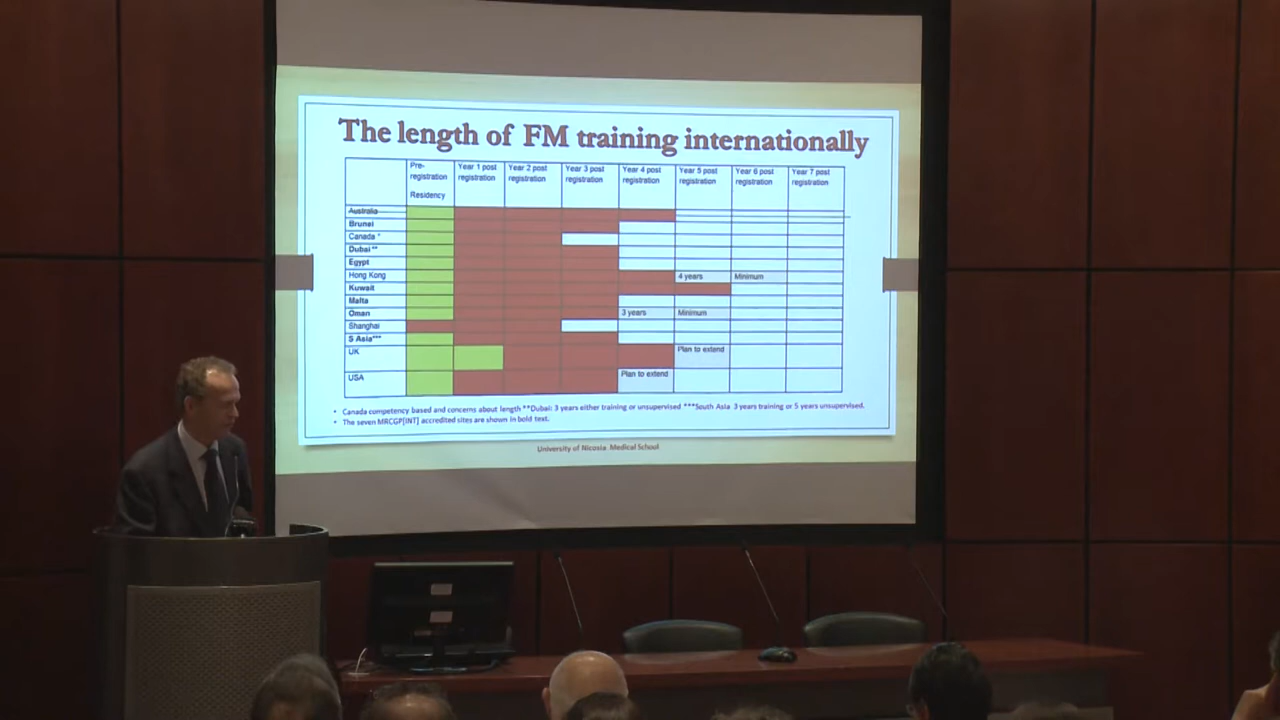 The length of FM training internationally
Pre-registration Residency
Year 1 post registration
Year 2 post registration
Year 3 post registration
Year 4 post registration
Year 5 post registration
Year 6 post registration
Year 7 post registration
Australia
Brunei
Canada *
Dubai **
Egypt
Hong Kong 4 years Minimum
Kuwait
Malta
Oman 3 years Minimum
Shanghai
S Asia***
UK Plan to extend
USA Plan to extend
• Canada competency based and concerns about length **Dubai: 3 years either training or unsupervised ***South Asia 3 years training or 5 years unsupervised.
• The seven MRCGP[INT] accredited sites are shown in bold text.
University of Nicosia Medical School